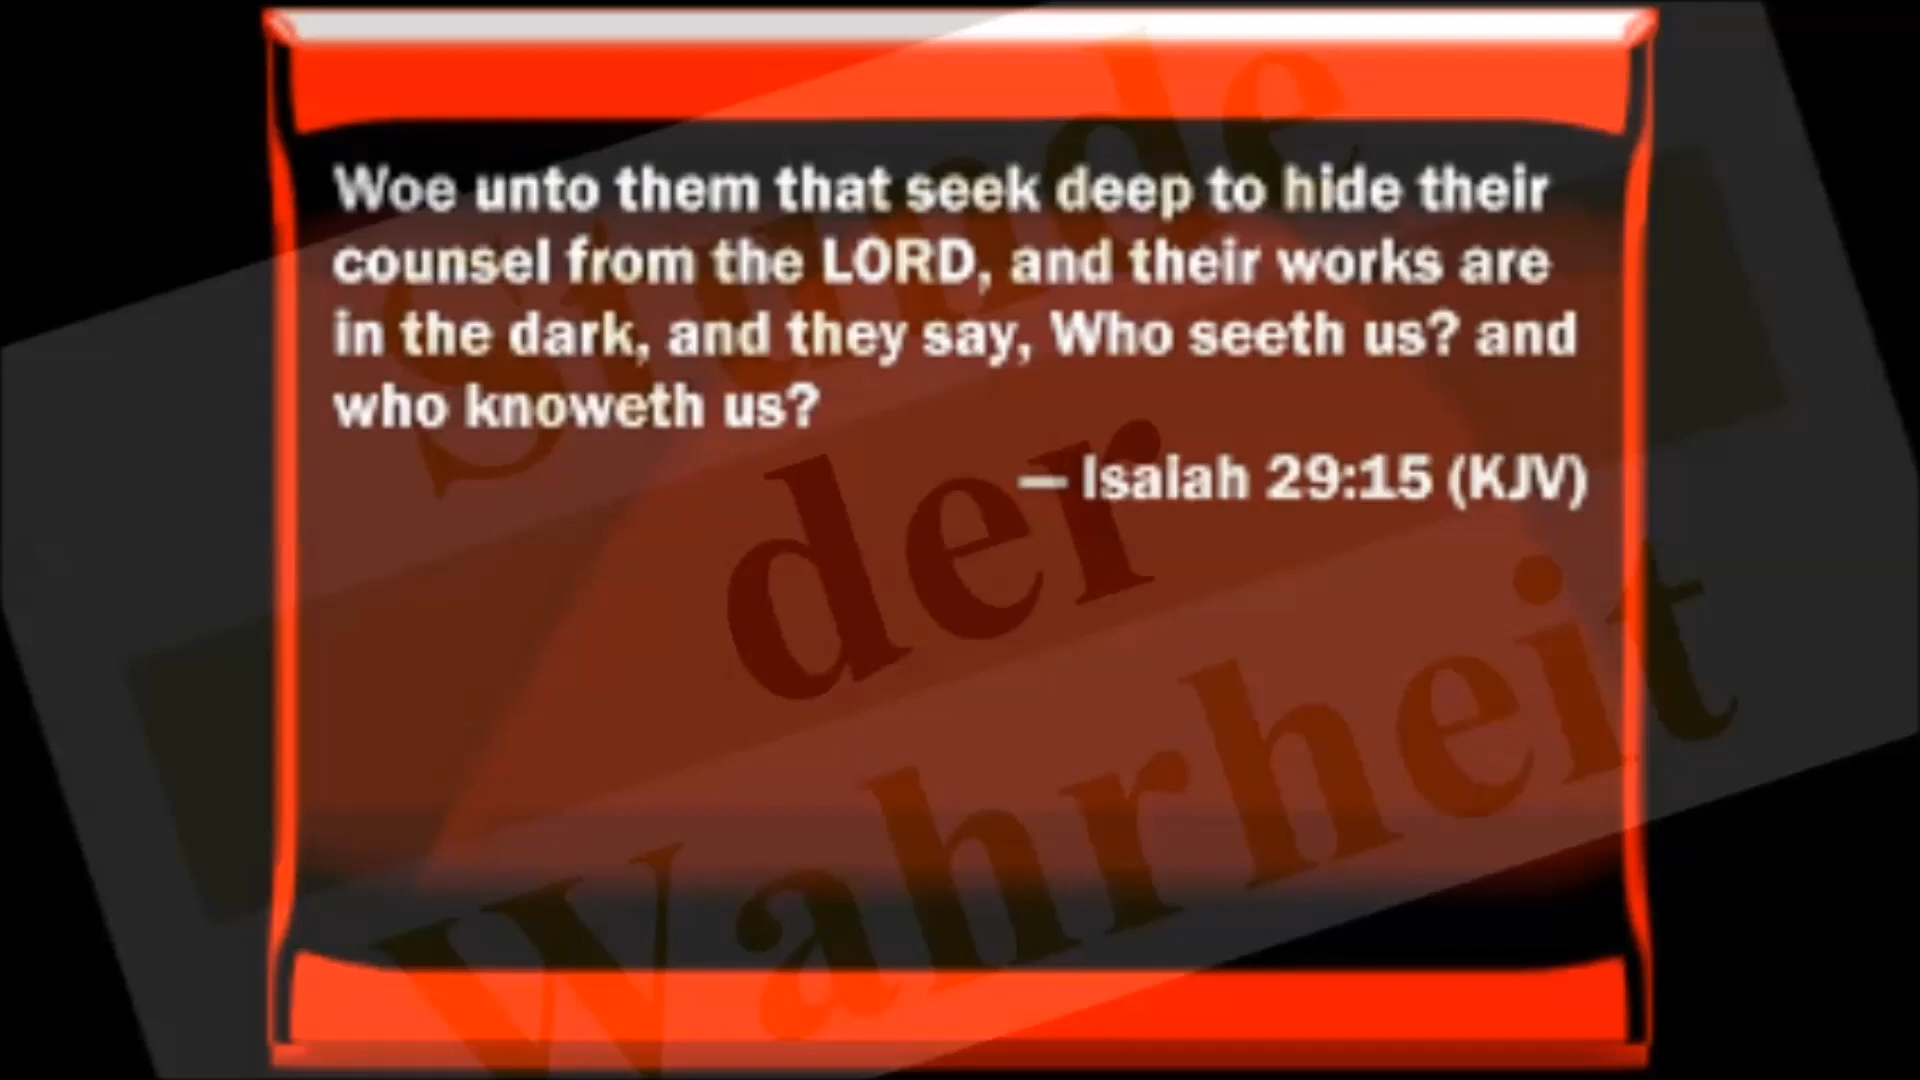 Woe unto them that seek deep to hide their
counsel from the LORD, and their works are
in the dark, and they say, Who seeth us? and
who knoweth us?
— Isaiah 29:15 (KJV)
Stunde
der
Wahrheit